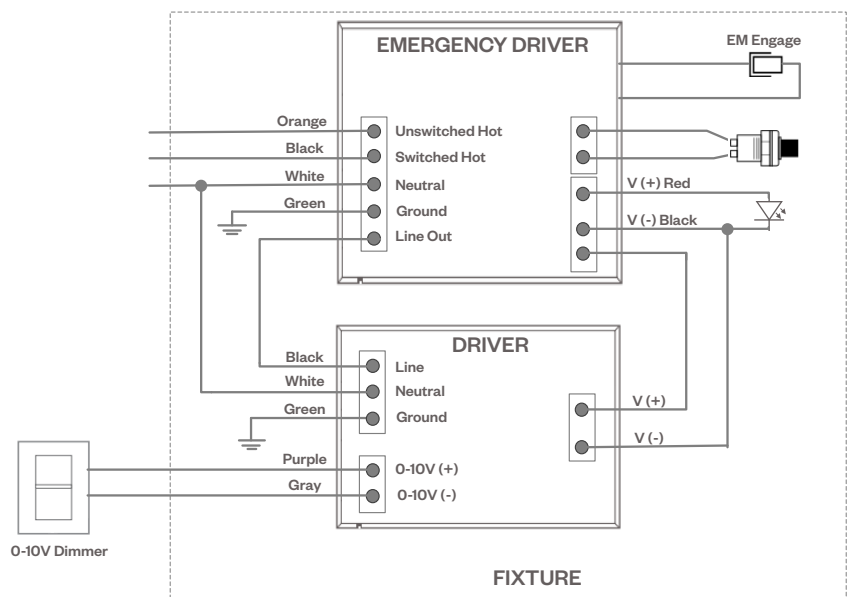 EMERGENCY DRIVER
EM Engage
Orange
Unswitched Hot
Black
Switched Hot
White
Neutral
V (+) Red
Green
Ground
V (-) Black
Line Out
DRIVER
Black
Line
White
Neutral
V (+)
Green
Ground
V (-)
Purple
0-10V (+)
Gray
0-10V (-)
0-10V Dimmer
FIXTURE